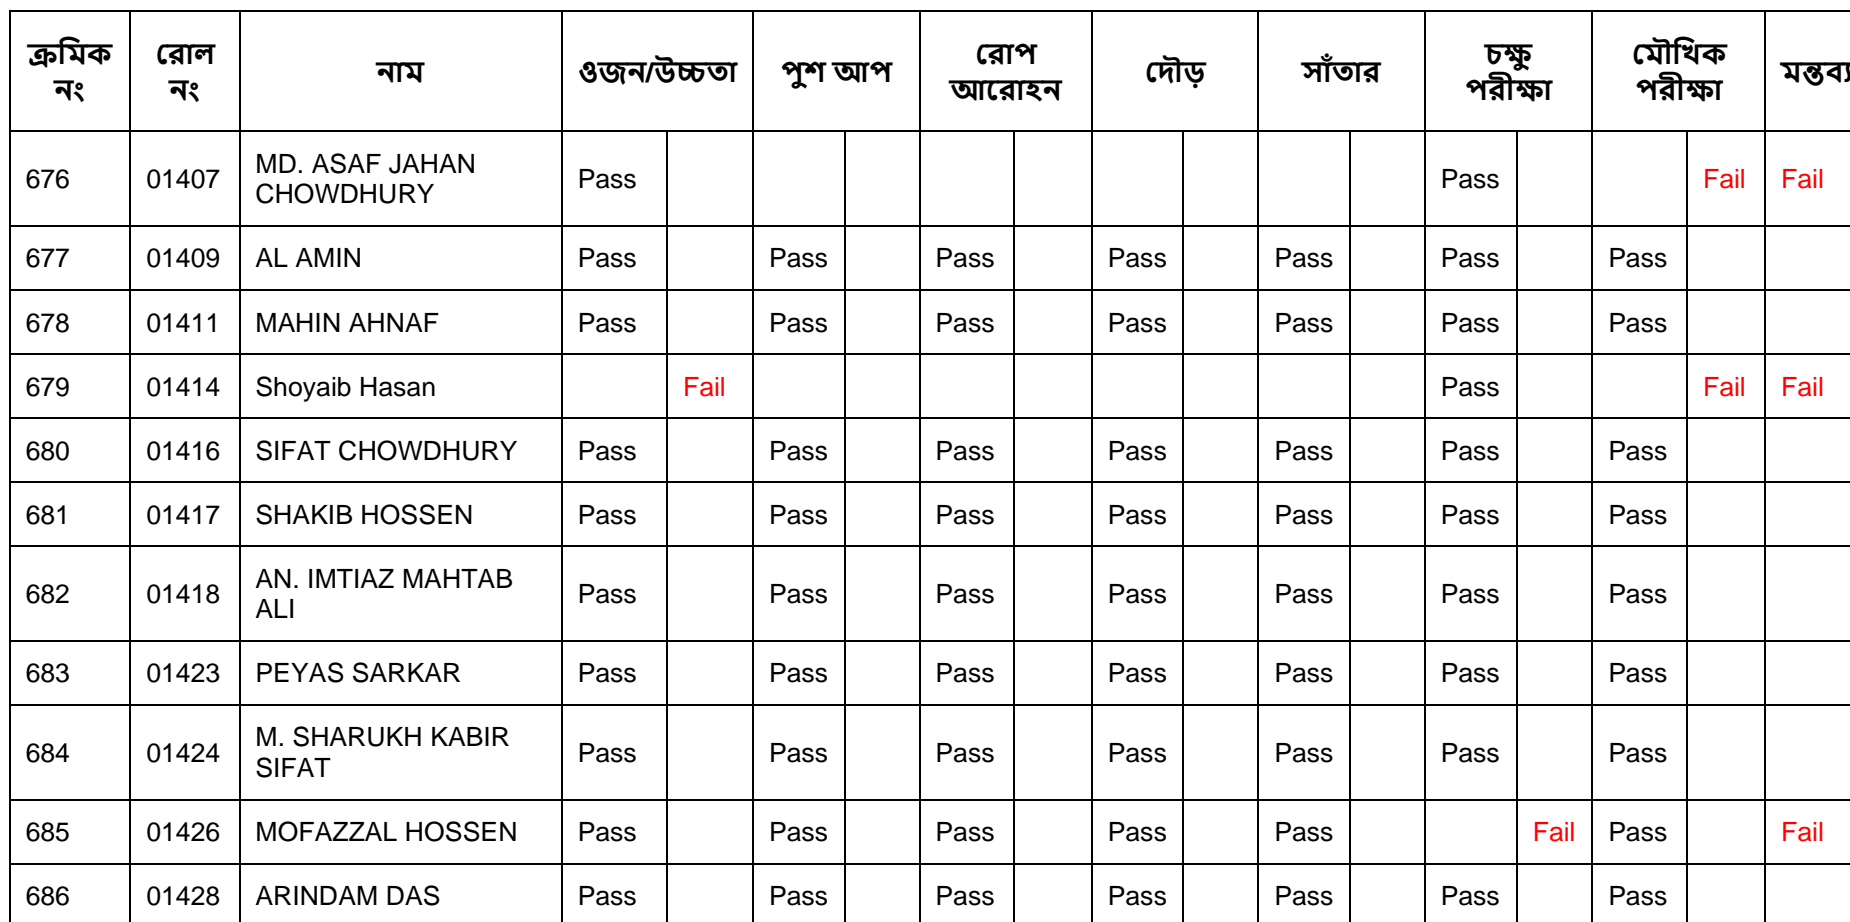 ক্রমিক নং রোল নং নাম ওজন/উচ্চতা পুশ আপ রোপ আরোহন দৌড় সাঁতার চক্ষু পরীক্ষা মৌখিক পরীক্ষা মন্তব্য
676 01407 MD. ASAF JAHAN CHOWDHURY Pass Pass Fail Fail
677 01409 AL AMIN Pass Pass Pass Pass Pass Pass Pass
678 01411 MAHIN AHNAF Pass Pass Pass Pass Pass Pass Pass
679 01414 Shoyaib Hasan Fail Pass Fail Fail
680 01416 SIFAT CHOWDHURY Pass Pass Pass Pass Pass Pass Pass
681 01417 SHAKIB HOSSEN Pass Pass Pass Pass Pass Pass Pass
682 01418 AN. IMTIAZ MAHTAB ALI Pass Pass Pass Pass Pass Pass Pass
683 01423 PEYAS SARKAR Pass Pass Pass Pass Pass Pass Pass
684 01424 M. SHARUKH KABIR SIFAT Pass Pass Pass Pass Pass Pass Pass
685 01426 MOFAZZAL HOSSEN Pass Pass Pass Pass Pass Fail Pass Fail
686 01428 ARINDAM DAS Pass Pass Pass Pass Pass Pass Pass